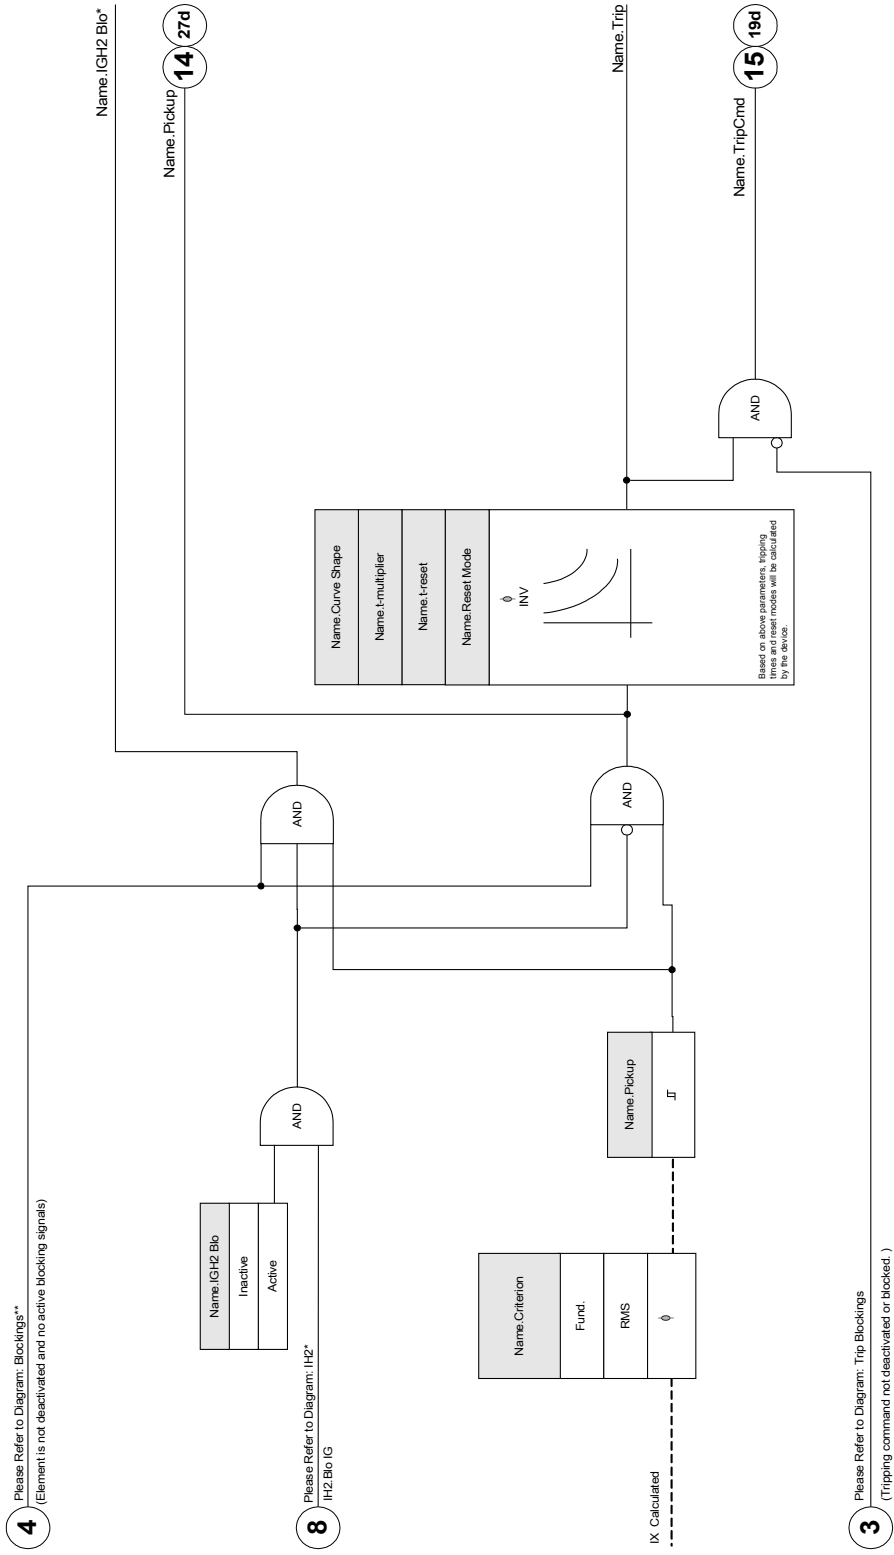 4
Please Refer to Diagram: Blockings**
(Element is not deactivated and no active blocking signals)
Name.IGH2 Blo*
Name.Pickup
14
27d
Name.IGH2 Blo
Inactive
Active
8
Please Refer to Diagram: IH2*
IH2.Blo IG
AND
AND
Name.Curve Shape
Name.t-multiplier
Name.t-reset
Name.Reset Mode
INV
Based on above parameters, tripping
times and reset modes will be calculated
by the device.
IX Calculated
Name.Criterion
Fund.
RMS
Name.Pickup
AND
Name.Trip
AND
Name.TripCmd
15
19d
3
Please Refer to Diagram: Trip Blockings
(Tripping command not deactivated or blocked. )